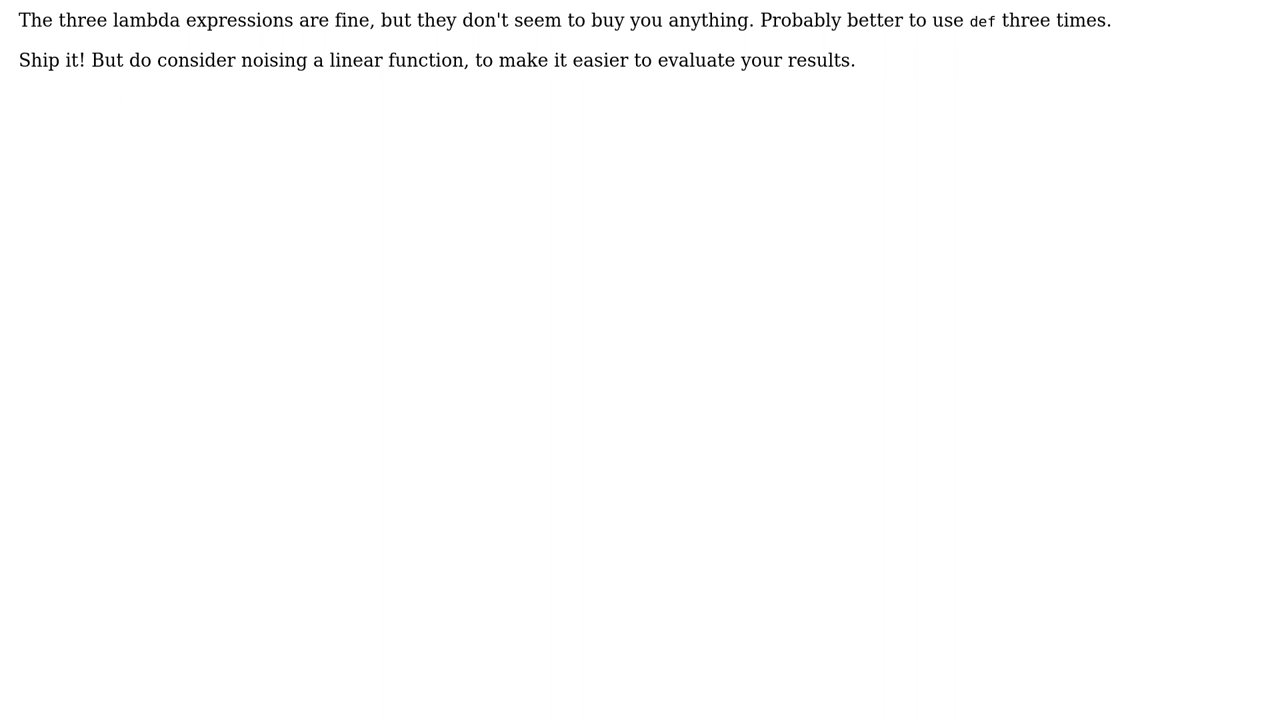 The three lambda expressions are fine, but they don't seem to buy you anything. Probably better to use def three times.
Ship it! But do consider noising a linear function, to make it easier to evaluate your results.